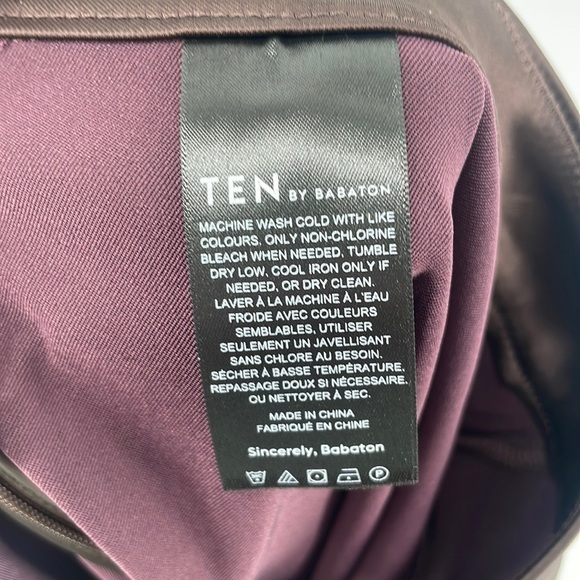 TEN BY BABATON
MACHINE WASH COLD WITH LIKE
COLOURS, ONLY NON-CHLORINE
BLEACH WHEN NEEDED, TUMBLE
DRY LOW, COOL IRON ONLY IF
NEEDED, OR DRY CLEAN.
LAVER À LA MACHINE À L'EAU
FROIDE AVEC COULEURS
SEMBLABLES, UTILISER
SEULEMENT UN JAVELLISANT
SANS CHLORE AU BESOIN.
SÉCHER À BASSE TEMPÉRATURE,
REPASSAGE DOUX SI NÉCESSAIRE,
OU NETTOYER À SEC.
MADE IN CHINA
FABRIQUÉ EN CHINE
Sincerely, Babaton
P